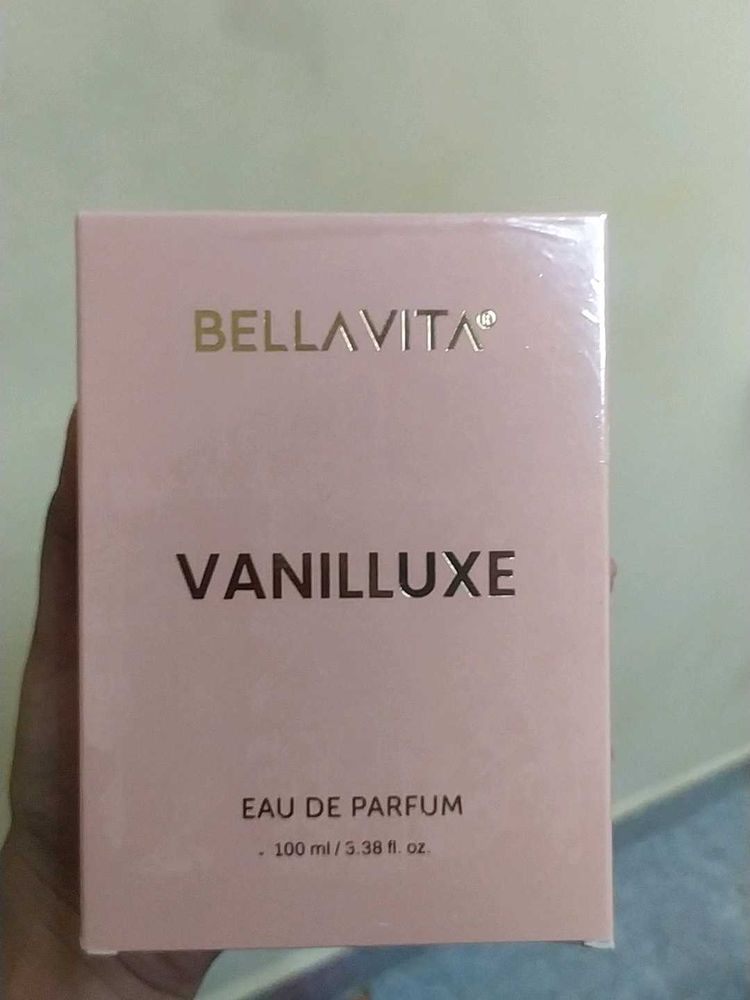 BELLAVITA®
VANILLUXE
EAU DE PARFUM
100 ml / 3.38 fl. oz.